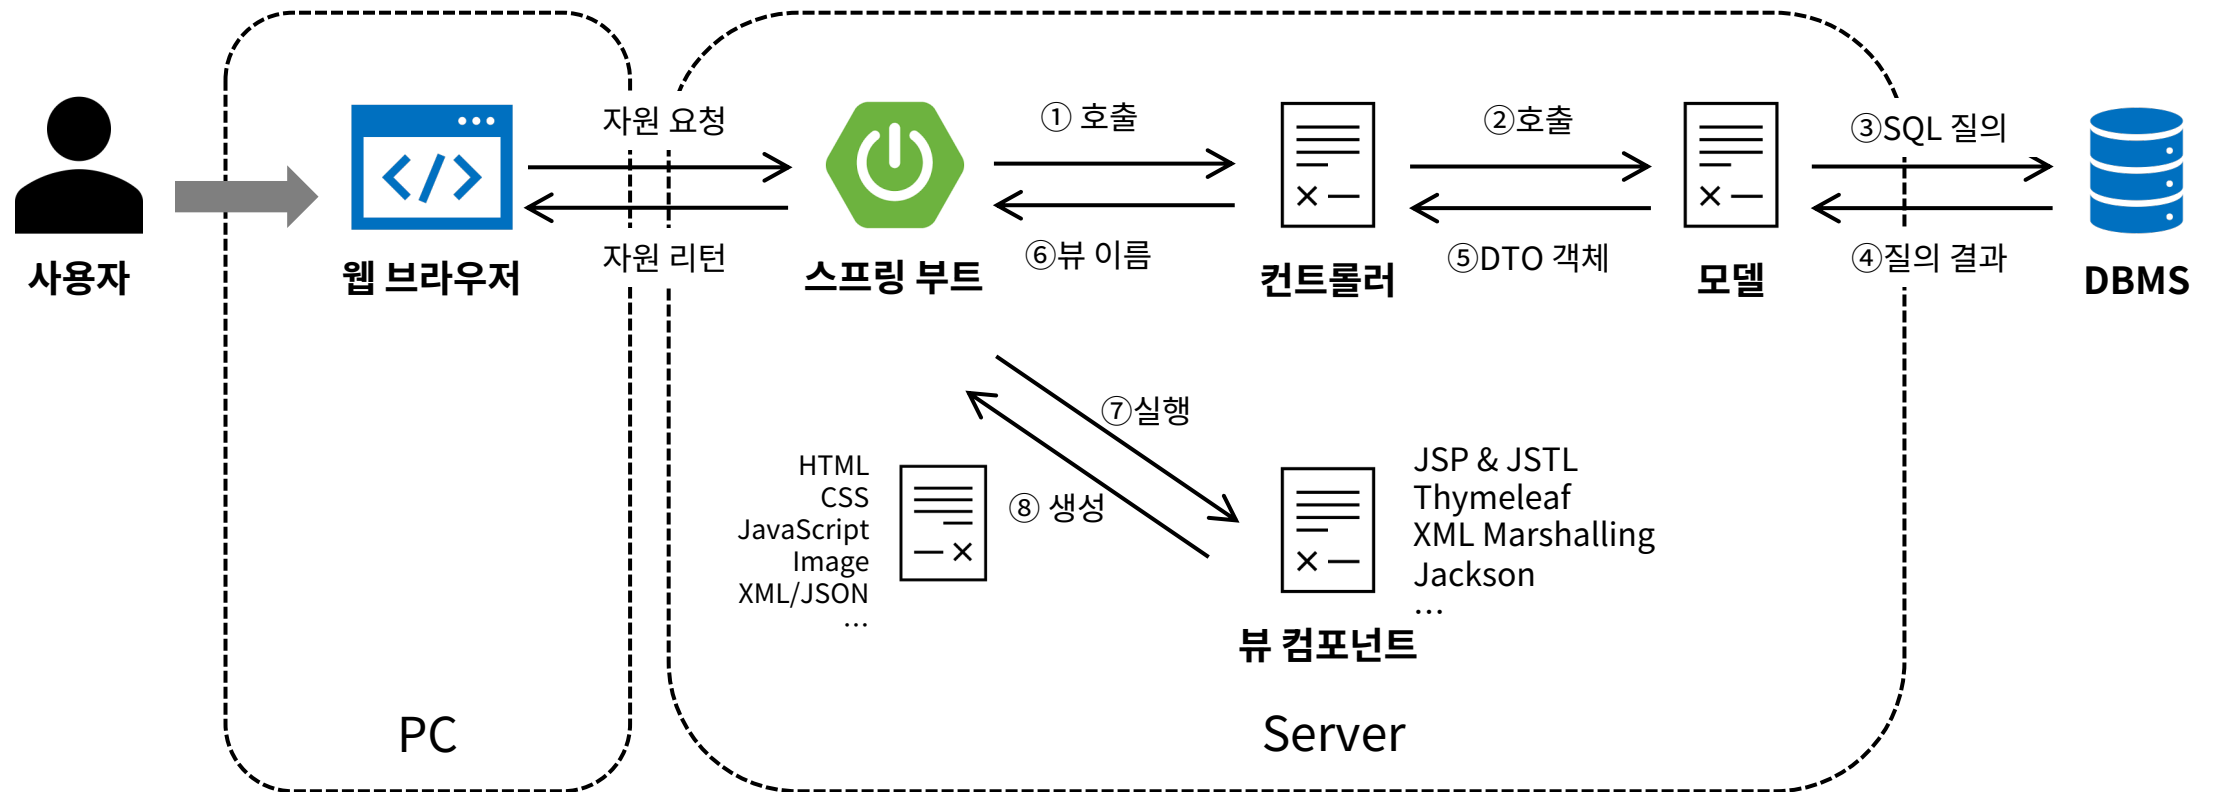 자원 요청
① 호출
②호출
③SQL 질의
자원 리턴
⑥뷰 이름
⑤DTO 객체
④질의 결과
사용자
웹 브라우저
스프링 부트
컨트롤러
모델
DBMS
⑦실행
⑧ 생성
HTML
CSS
JavaScript
Image
XML/JSON
...
JSP & JSTL
Thymeleaf
XML Marshalling
Jackson
...
뷰 컴포넌트
PC
Server